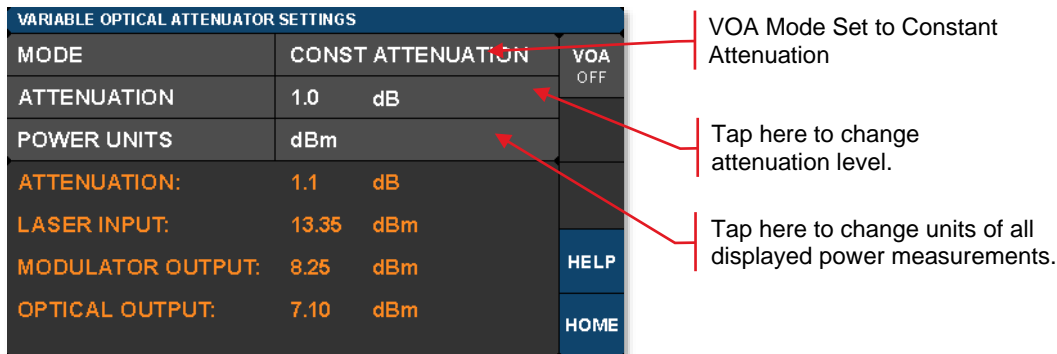 VARIABLE OPTICAL ATTENUATOR SETTINGS
MODE CONST ATTENUATION
VOA
OFF
ATTENUATION 1.0 dB
POWER UNITS dBm
ATTENUATION: 1.1 dB
LASER INPUT: 13.35 dBm
MODULATOR OUTPUT: 8.25 dBm
HELP
OPTICAL OUTPUT: 7.10 dBm
HOME
VOA Mode Set to Constant
Attenuation
Tap here to change
attenuation level.
Tap here to change units of all
displayed power measurements.